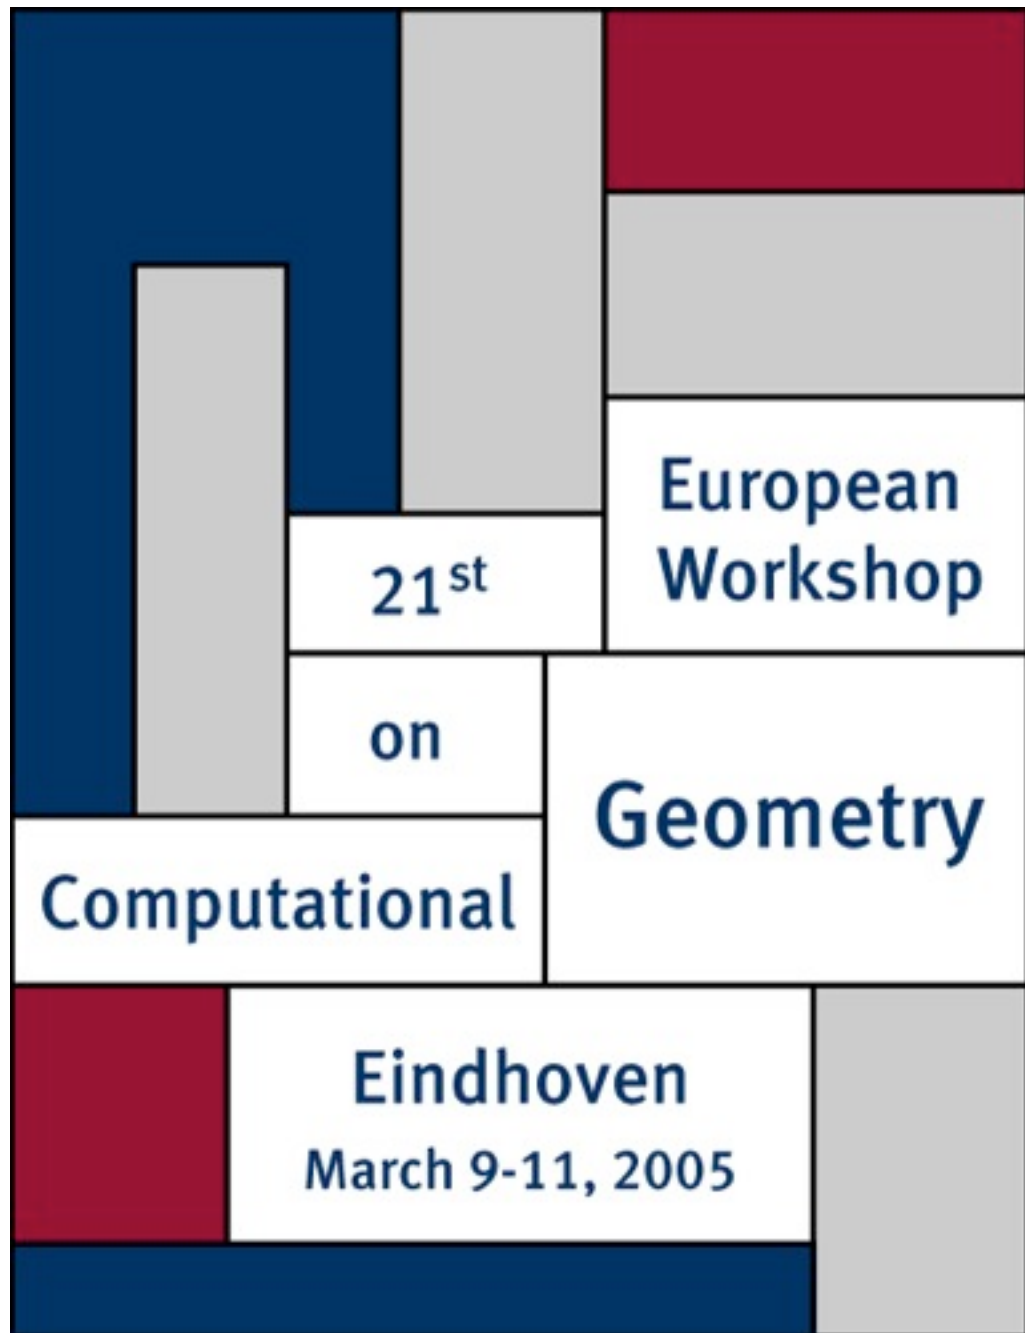 21st
European
Workshop
on
Computational
Geometry
Eindhoven
March 9-11, 2005